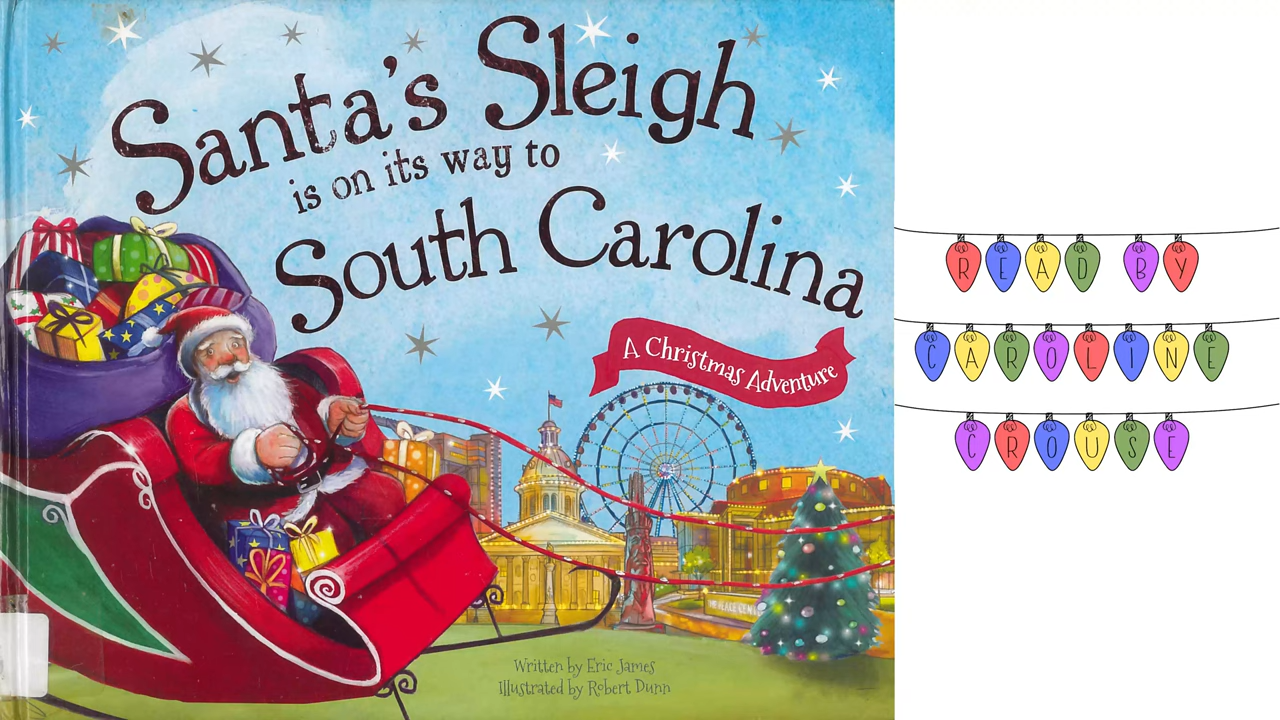 Santa's Sleigh
is on its way to
South Carolina
A Christmas Adventure
Written by Eric James
Illustrated by Robert Dunn
READ BY
CAROLINE
CROUSE